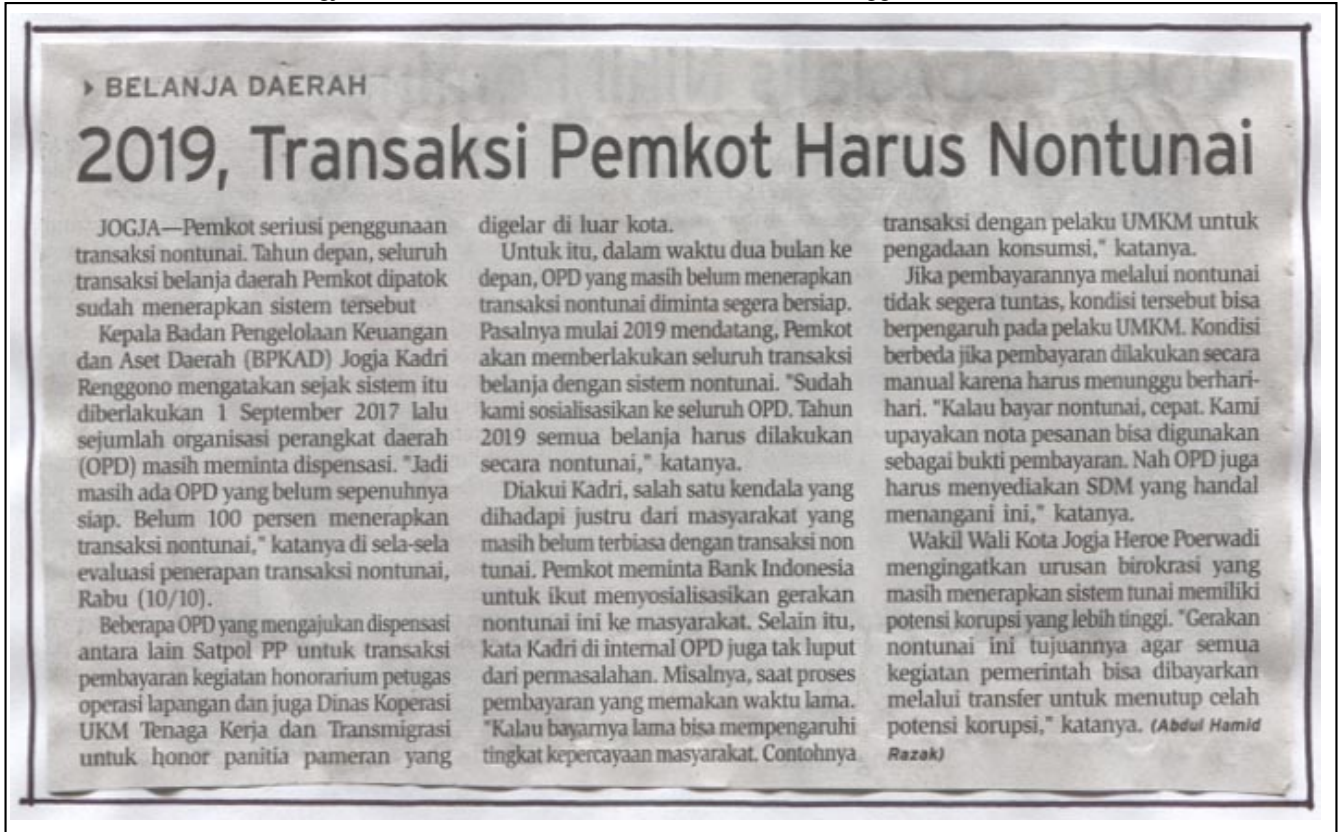 BELANJA DAERAH
2019, Transaksi Pemkot Harus Nontunai
JOGJA—Pemkot seriusi penggunaan
transaksi nontunai. Tahun depan, seluruh
transaksi belanja daerah Pemkot dipatok
sudah menerapkan sistem tersebut
Kepala Badan Pengelolaan Keuangan
dan Aset Daerah (BPKAD) Jogja Kadri
Renggono mengatakan sejak sistem itu
diberlakukan 1 September 2017 lalu
sejumlah organisasi perangkat daerah
(OPD) masih meminta dispensasi. "Jadi
masih ada OPD yang belum sepenuhnya
siap. Belum 100 persen menerapkan
transaksi nontunai," katanya di sela-sela
evaluasi penerapan transaksi nontunai,
Rabu (10/10).
Beberapa OPD yang mengajukan dispensasi
antara lain Satpol PP untuk transaksi
pembayaran kegiatan honorarium petugas
operasi lapangan dan juga Dinas Koperasi
UKM Tenaga Kerja dan Transmigrasi
untuk honor panitia pameran yang
digelar di luar kota.
Untuk itu, dalam waktu dua bulan ke
depan, OPD yang masih belum menerapkan
transaksi nontunai diminta segera bersiap.
Pasalnya mulai 2019 mendatang, Pemkot
akan memberlakukan seluruh transaksi
belanja dengan sistem nontunai. "Sudah
kami sosialisasikan ke seluruh OPD. Tahun
2019 semua belanja harus dilakukan
secara nontunai," katanya.
Diakui Kadri, salah satu kendala yang
dihadapi justru dari masyarakat yang
masih belum terbiasa dengan transaksi non
tunai. Pemkot meminta Bank Indonesia
untuk ikut menyosialisasikan gerakan
nontunai ini ke masyarakat. Selain itu,
kata Kadri di internal OPD juga tak luput
dari permasalahan. Misalnya, saat proses
pembayaran yang memakan waktu lama.
"Kalau bayarnya lama bisa mempengaruhi
tingkat kepercayaan masyarakat. Contohnya
transaksi dengan pelaku UMKM untuk
pengadaan konsumsi," katanya.
Jika pembayarannya melalui nontunai
tidak segera tuntas, kondisi tersebut bisa
berpengaruh pada pelaku UMKM. Kondisi
berbeda jika pembayaran dilakukan secara
manual karena harus menunggu berhari-
hari. "Kalau bayar nontunai, cepat. Kami
upayakan nota pesanan bisa digunakan
sebagai bukti pembayaran. Nah OPD juga
harus menyediakan SDM yang handal
menangani ini," katanya.
Wakil Wali Kota Jogja Heroe Poerwadi
mengingatkan urusan birokrasi yang
masih menerapkan sistem tunai memiliki
potensi korupsi yang lebih tinggi. "Gerakan
nontunai ini tujuannya agar semua
kegiatan pemerintah bisa dibayarkan
melalui transfer untuk menutup celah
potensi korupsi," katanya. (Abdul Hamid
Razak)